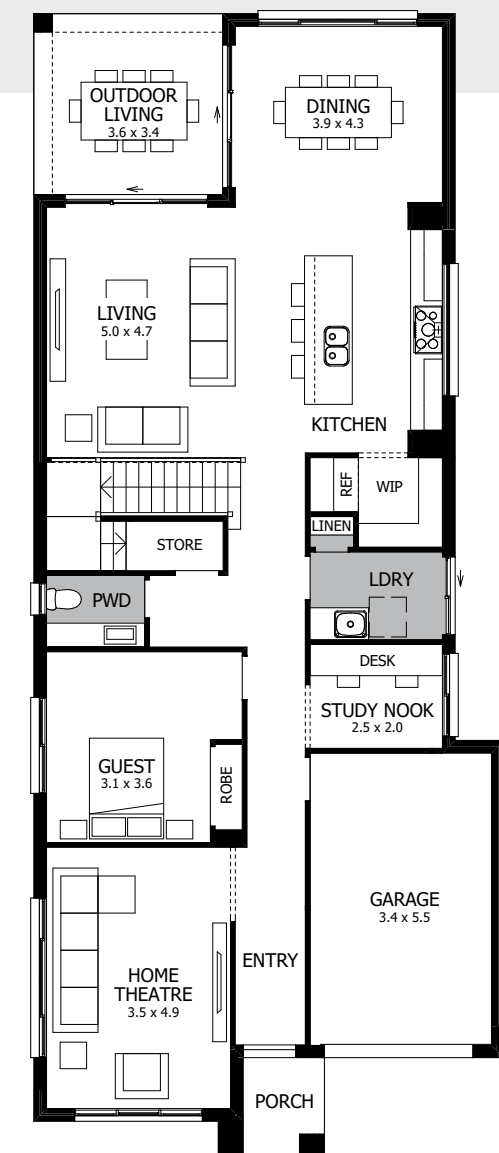 OUTDOOR
LIVING
3.6 x 3.4
DINING
3.9 x 4.3
LIVING
5.0 x 4.7
KITCHEN
REF
WIP
LINEN
STORE
LDRY
PWD
DESK
STUDY NOOK
2.5 x 2.0
GUEST
3.1 x 3.6
ROBE
GARAGE
3.4 x 5.5
ENTRY
HOME
THEATRE
3.5 x 4.9
PORCH